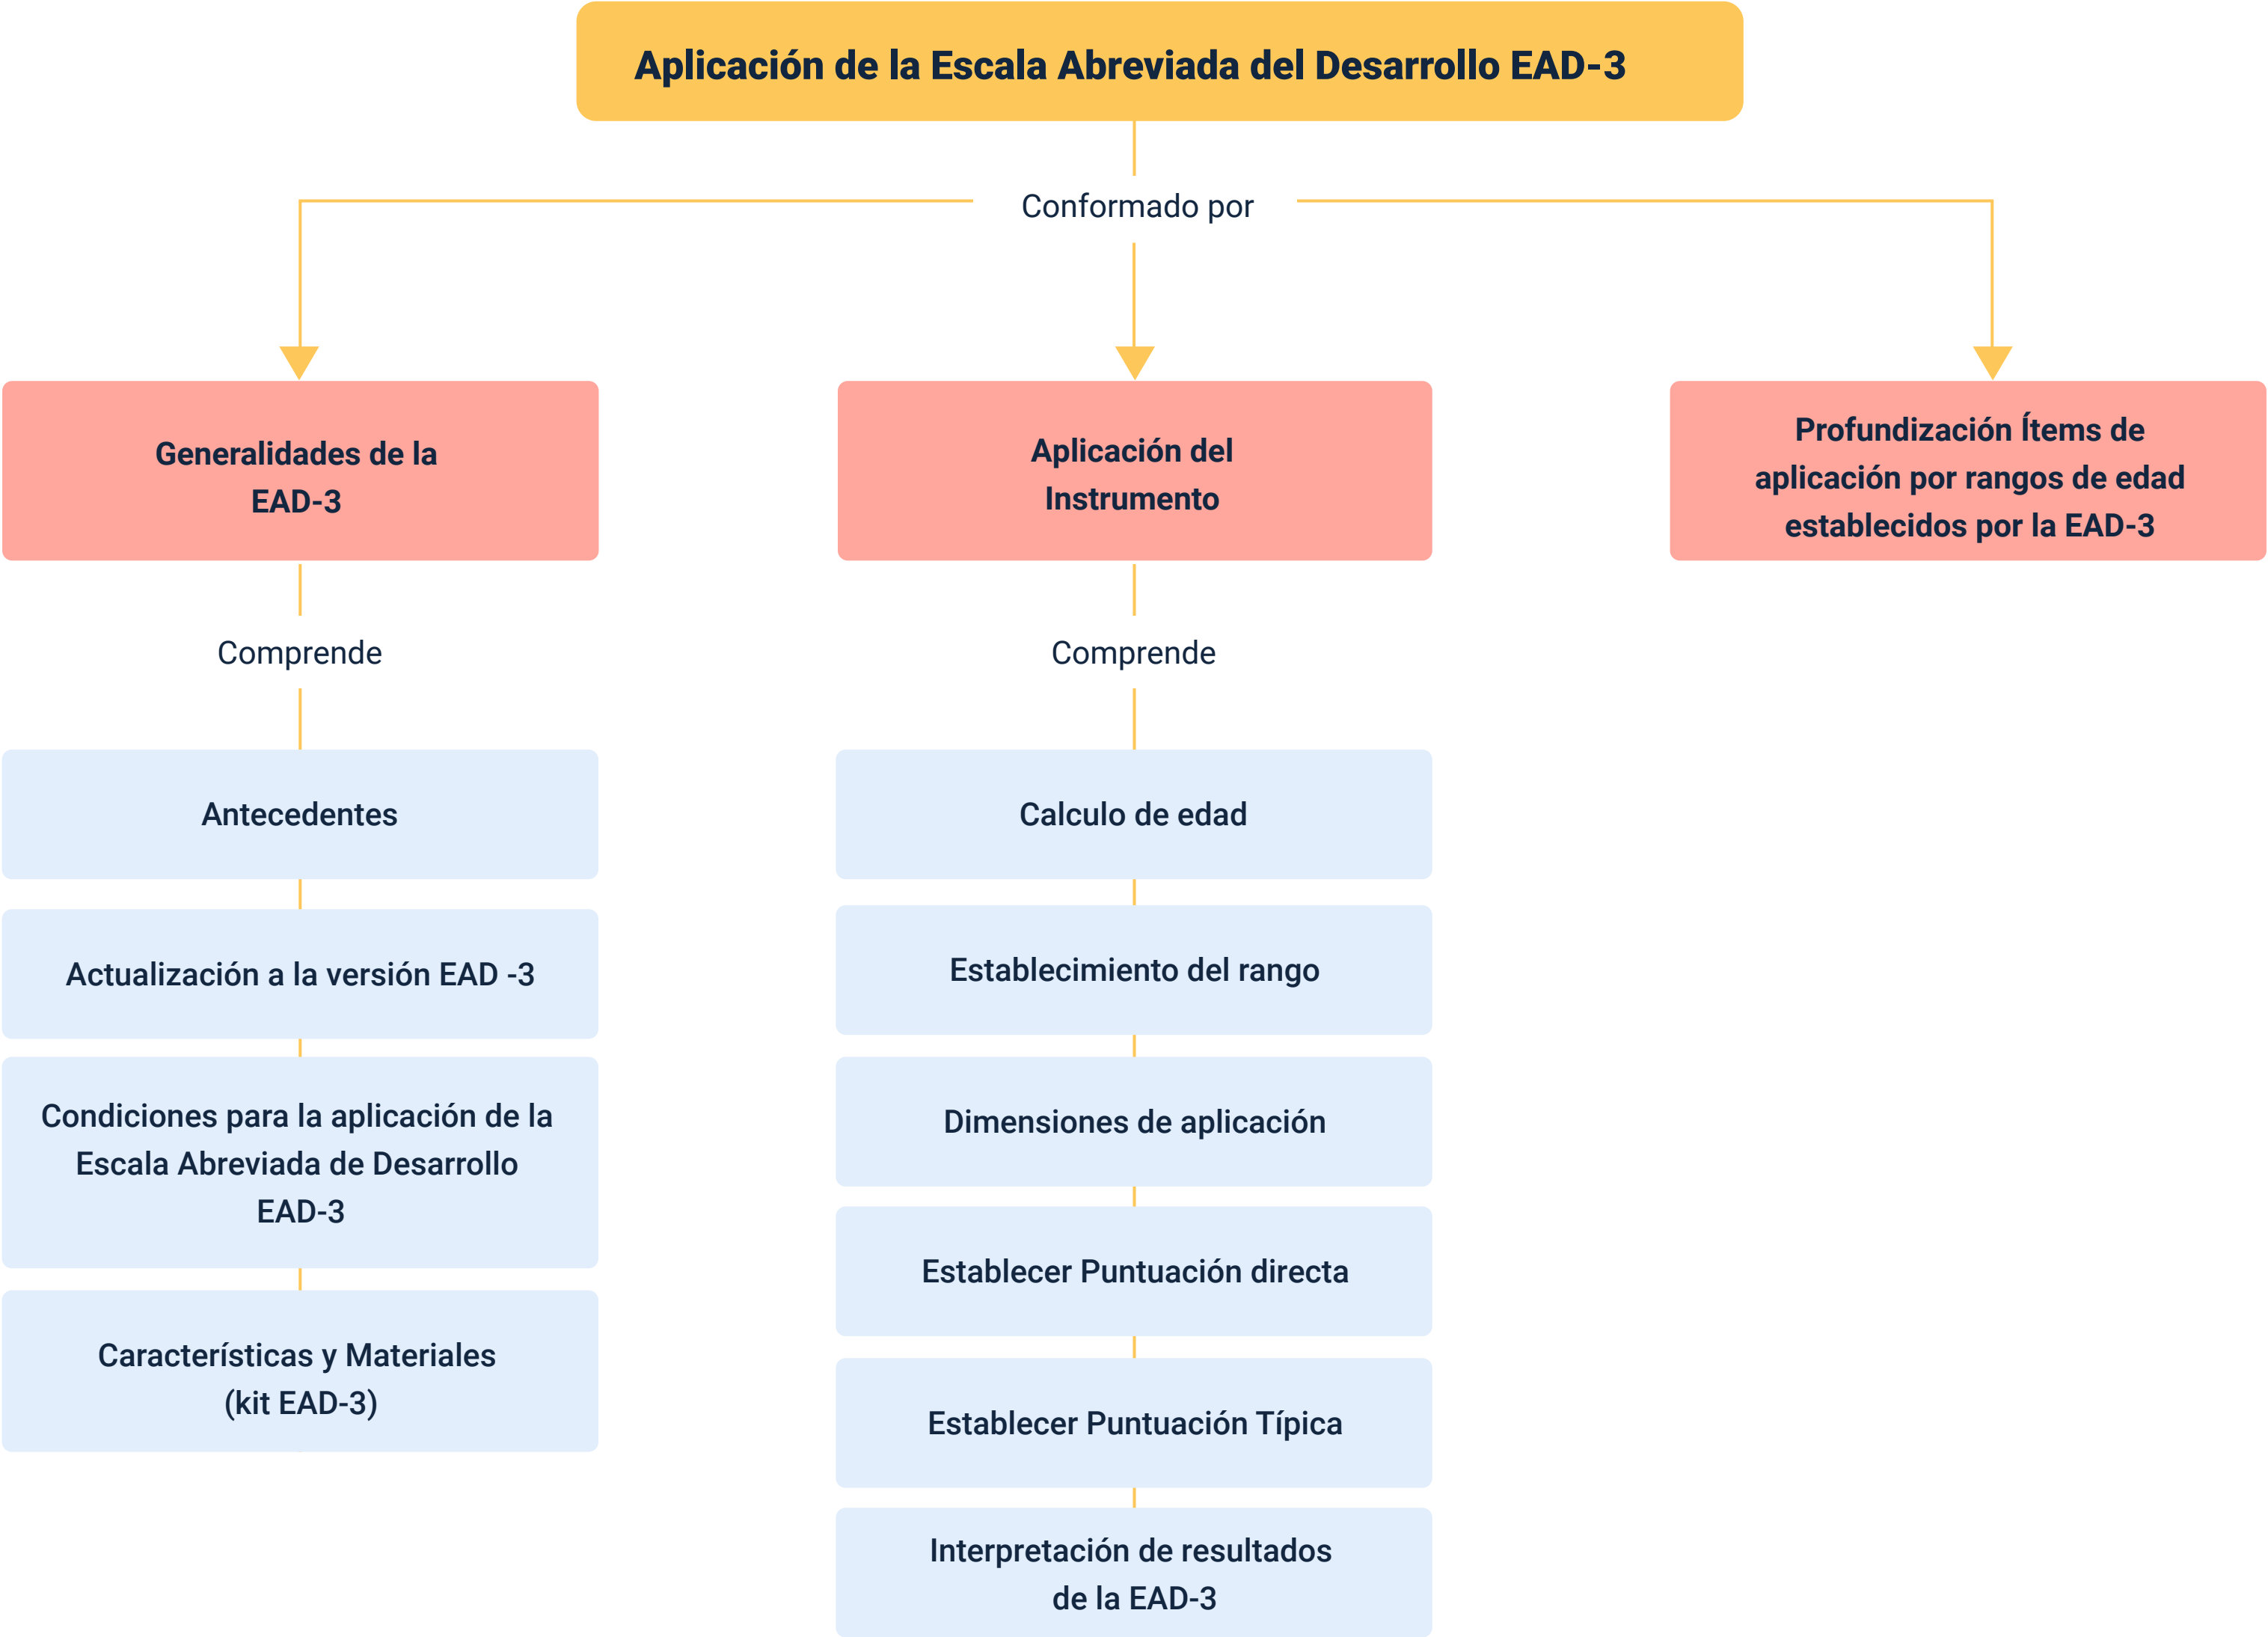 Aplicación de la Escala Abreviada del Desarrollo EAD-3
Conformado por
Generalidades de la
EAD-3
Comprende
Antecedentes
Actualización a la versión EAD -3
Condiciones para la aplicación de la
Escala Abreviada de Desarrollo
EAD-3
Características y Materiales
(kit EAD-3)
Aplicación del
Instrumento
Comprende
Calculo de edad
Establecimiento del rango
Dimensiones de aplicación
Establecer Puntuación directa
Establecer Puntuación Típica
Interpretación de resultados
de la EAD-3
Profundización Ítems de
aplicación por rangos de edad
establecidos por la EAD-3